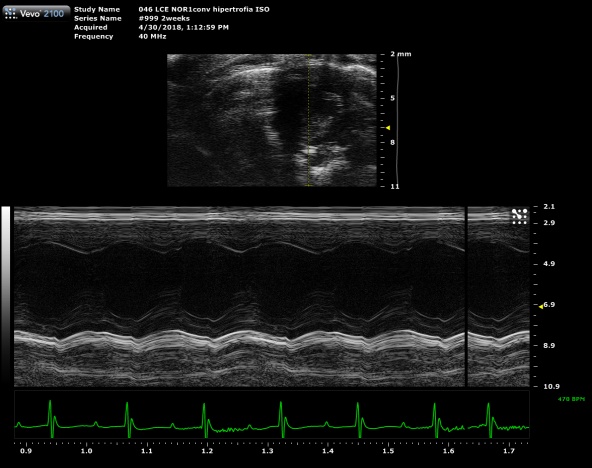 Vevo 2100
Study Name 046 LCE NOR1conv hipertrofia ISO
Series Name #999 2weeks
Acquired 4/30/2018, 1:12:59 PM
Frequency 40 MHz
2 mm
5
8
11
2.1
2.9
4.9
6.9
8.9
10.9
470 BPM
0.9 1.0 1.1 1.2 1.3 1.4 1.5 1.6 1.7